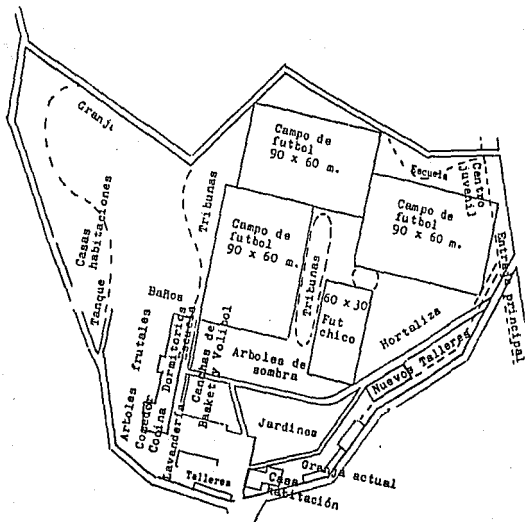 Granja
Campo de
futbol
90 x 60 m.
Escuela
Centro
juvenil
Casas
habitaciones
Tribunas
Campo de
futbol
90 x 60 m.
Campo de
futbol
90 x 60 m.
Entrada principal
Tanque
Tribunas
60 x 30
Fut
chico
Baños
Hortaliza
Arboles frutales
Dormitorios
Escuela
Canchas de
Basket y Volibol
Arboles de
sombra
Nuevos Talleres
Comedor
Cocina
Lavandería
Jardines
Talleres
Granja actual
Casa
habitación